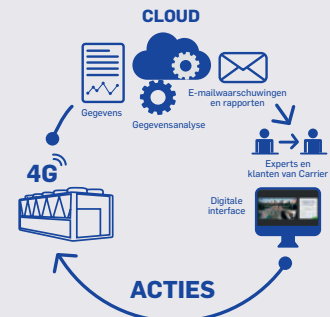 CLOUD
Gegevens
Gegevensanalyse
E-mailwaarschuwingen
en rapporten
Experts en
klanten van Carrier
Digitale
interface
4G
ACTIES